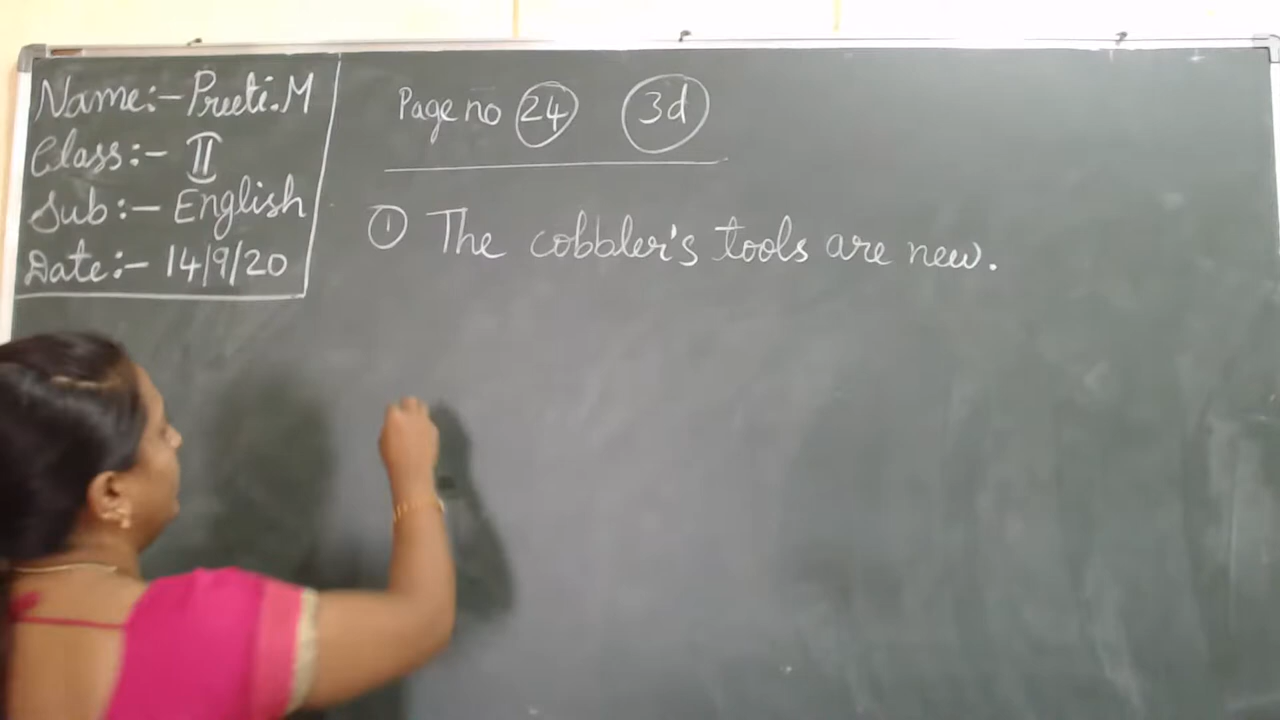 Name:- Preeti.M
Class:- II
Sub:- English
Date:- 14/9/20
Page no 24 3d
1 The cobbler's tools are new.